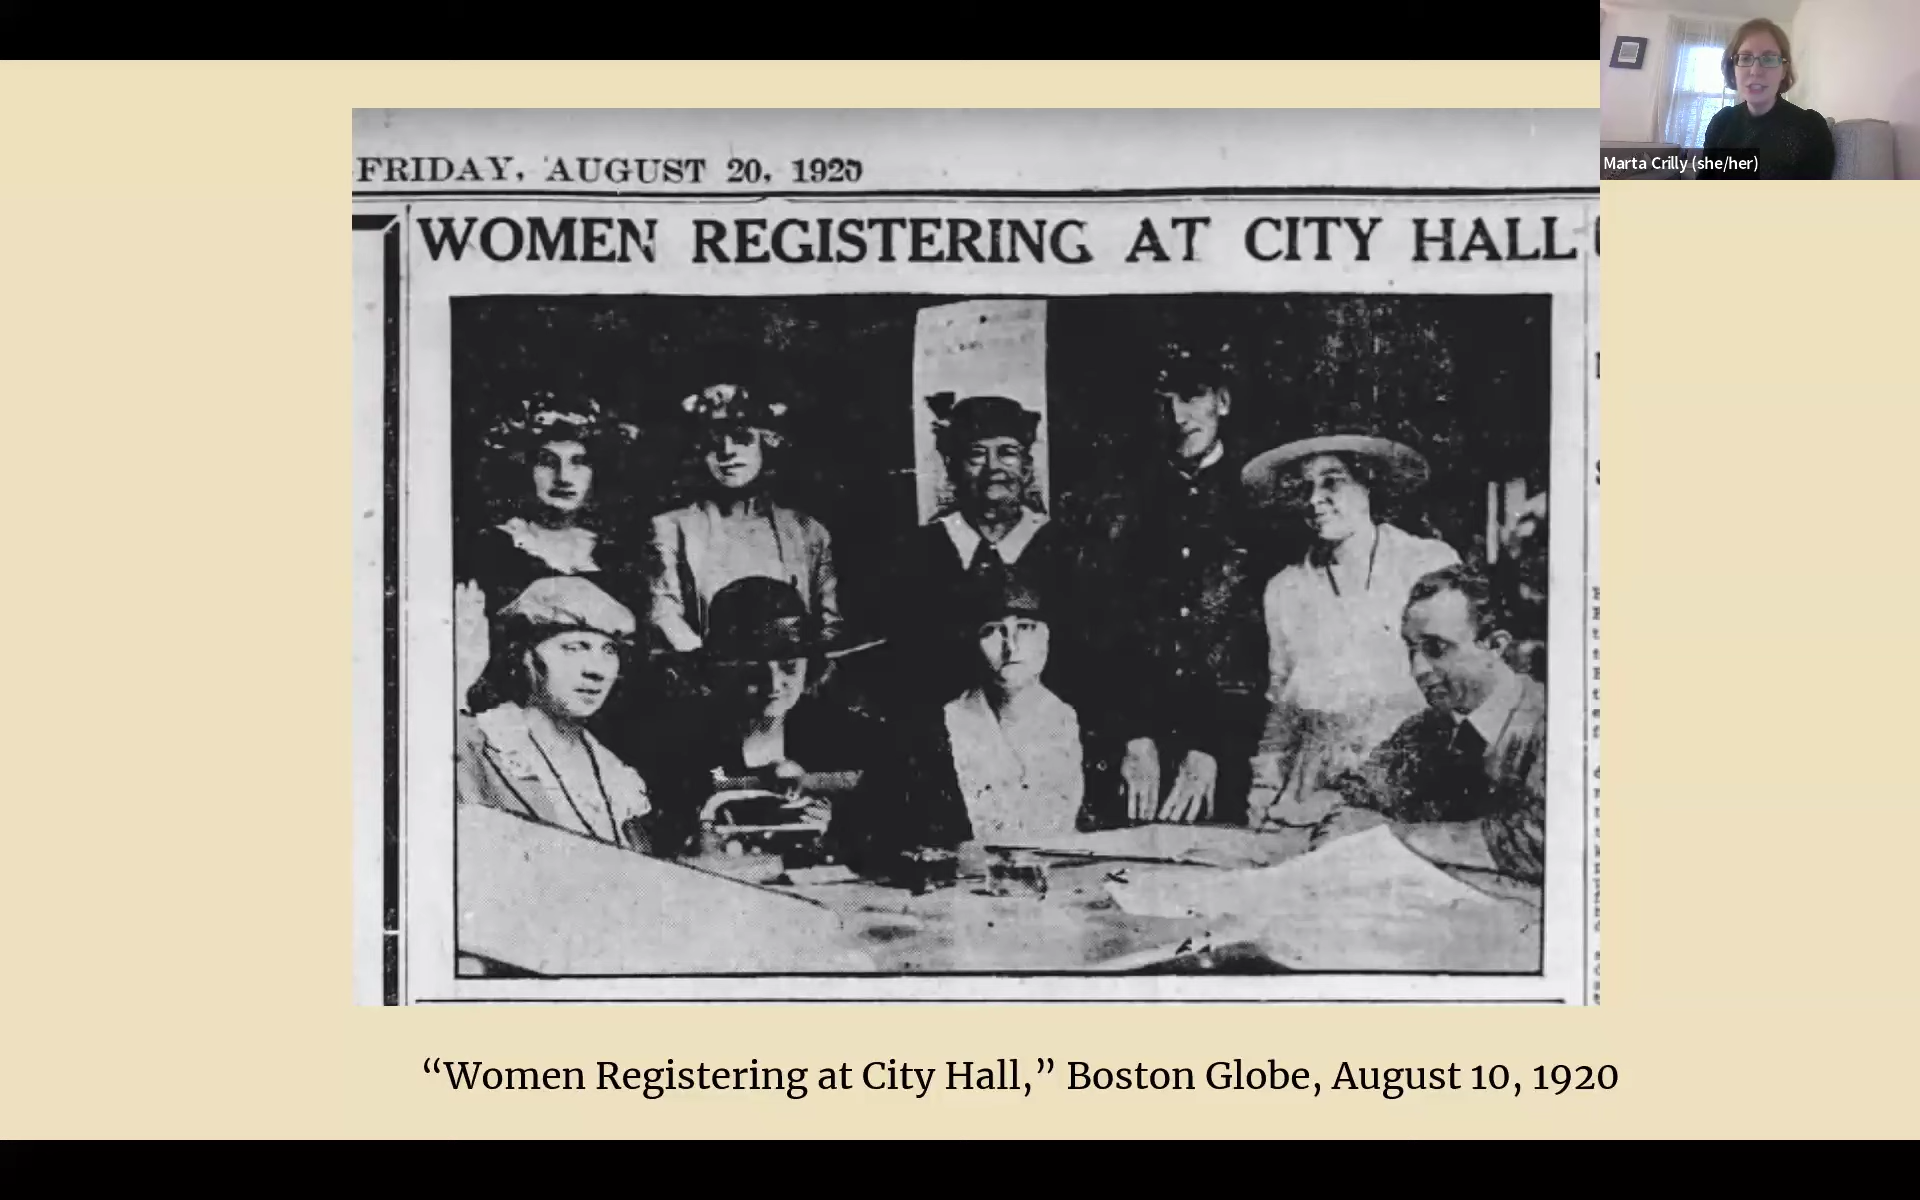 FRIDAY, AUGUST 20, 1920
WOMEN REGISTERING AT CITY HALL
Marta Crilly (she/her)
“Women Registering at City Hall,” Boston Globe, August 10, 1920